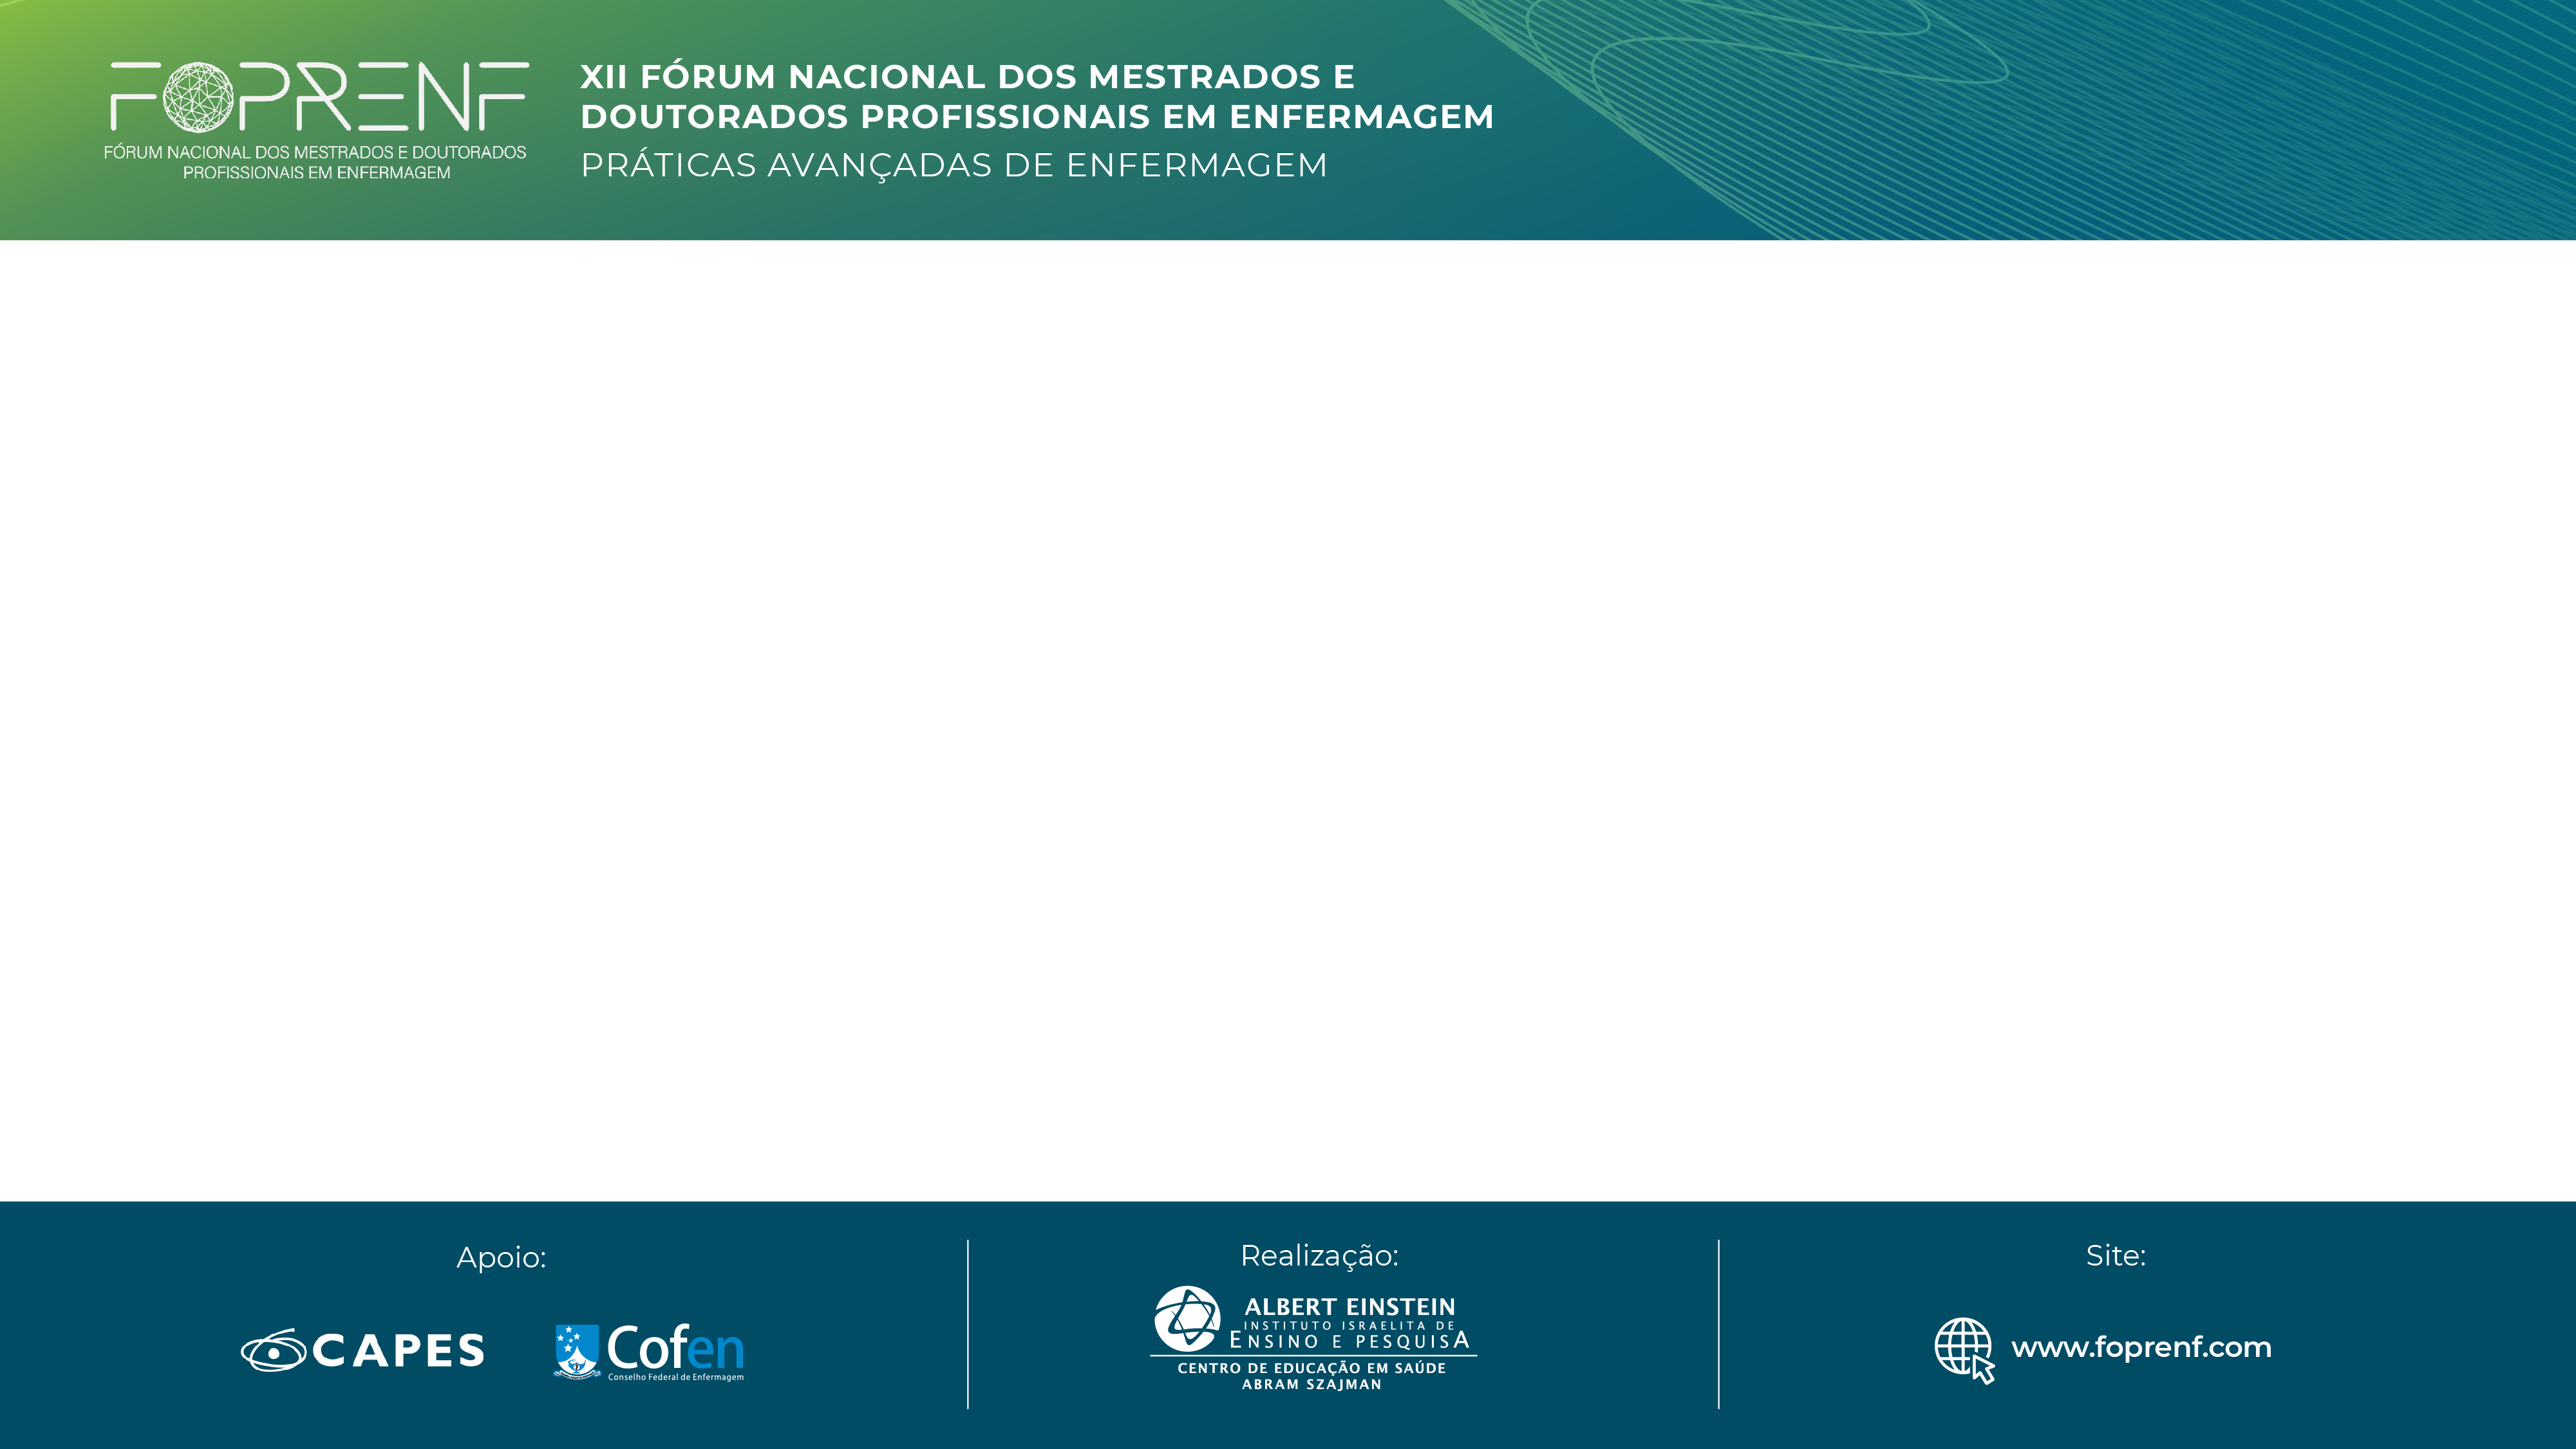 FOPRENF
FÓRUM NACIONAL DOS MESTRADOS E DOUTORADOS
PROFISSIONAIS EM ENFERMAGEM
XII FÓRUM NACIONAL DOS MESTRADOS E
DOUTORADOS PROFISSIONAIS EM ENFERMAGEM
PRÁTICAS AVANÇADAS DE ENFERMAGEM
Apoio:
CAPES
Cofen
Conselho Federal de Enfermagem
Realização:
ALBERT EINSTEIN
INSTITUTO ISRAELITA DE
ENSINO E PESQUISA
CENTRO DE EDUCAÇÃO EM SAÚDE
ABRAM SZAJMAN
Site:
www.foprenf.com